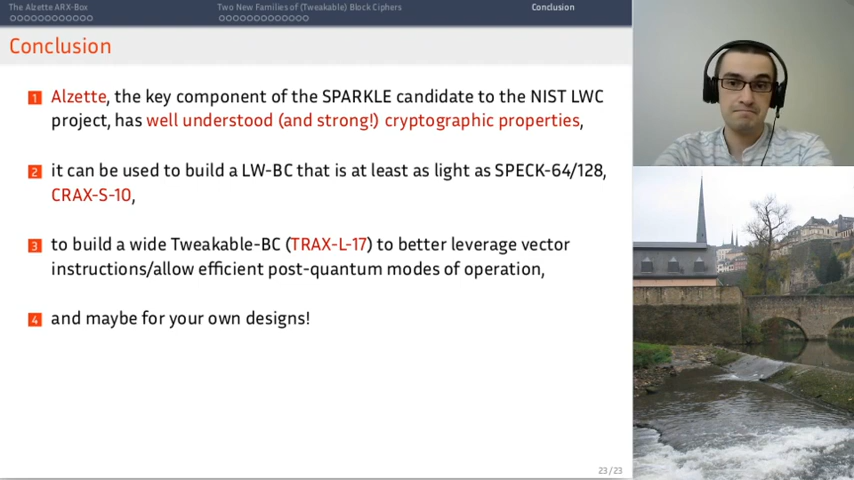 The Alzette ARX-Box
Two New Families of (Tweakable) Block Ciphers
Conclusion
Conclusion
1 Alzette, the key component of the SPARKLE candidate to the NIST LWC
project, has well understood (and strong!) cryptographic properties,
2 it can be used to build a LW-BC that is at least as light as SPECK-64/128,
CRAX-S-10,
3 to build a wide Tweakable-BC (TRAX-L-17) to better leverage vector
instructions/allow efficient post-quantum modes of operation,
4 and maybe for your own designs!
23/23